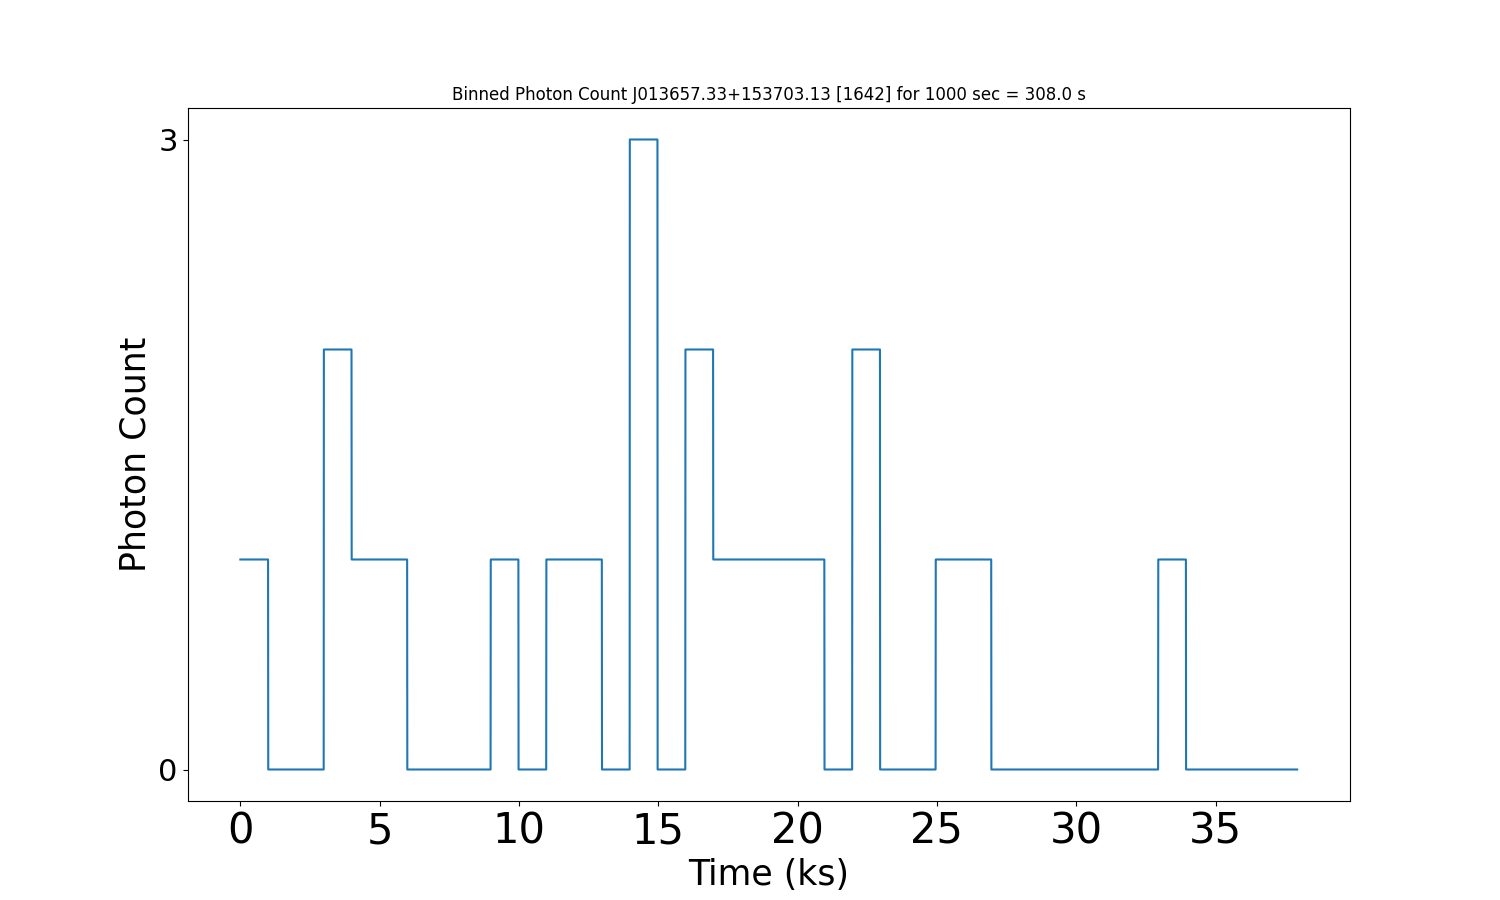 Binned Photon Count J013657.33+153703.13 [1642] for 1000 sec = 308.0 s
3
Photon Count
0
0 5 10 15 20 25 30 35
Time (ks)